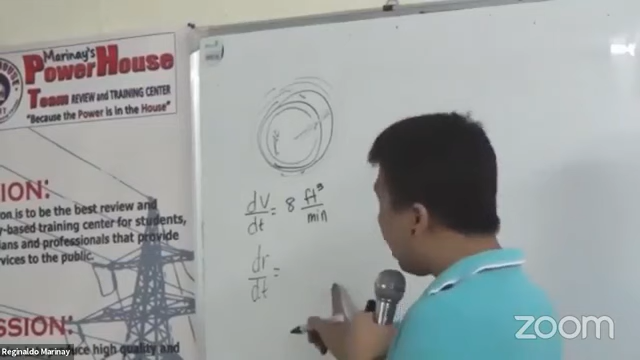 Marinay's
PowerHouse
Team REVIEW and TRAINING CENTER
"Because the Power is in the House"
SION:
on is to be the best review and
y-based training center for students,
ians and professionals that provide
vices to the public.
SSION:
uce high quality and
dV/dt = 8 ft³/min
dr/dt =
Reginaldo Marinay
zoom